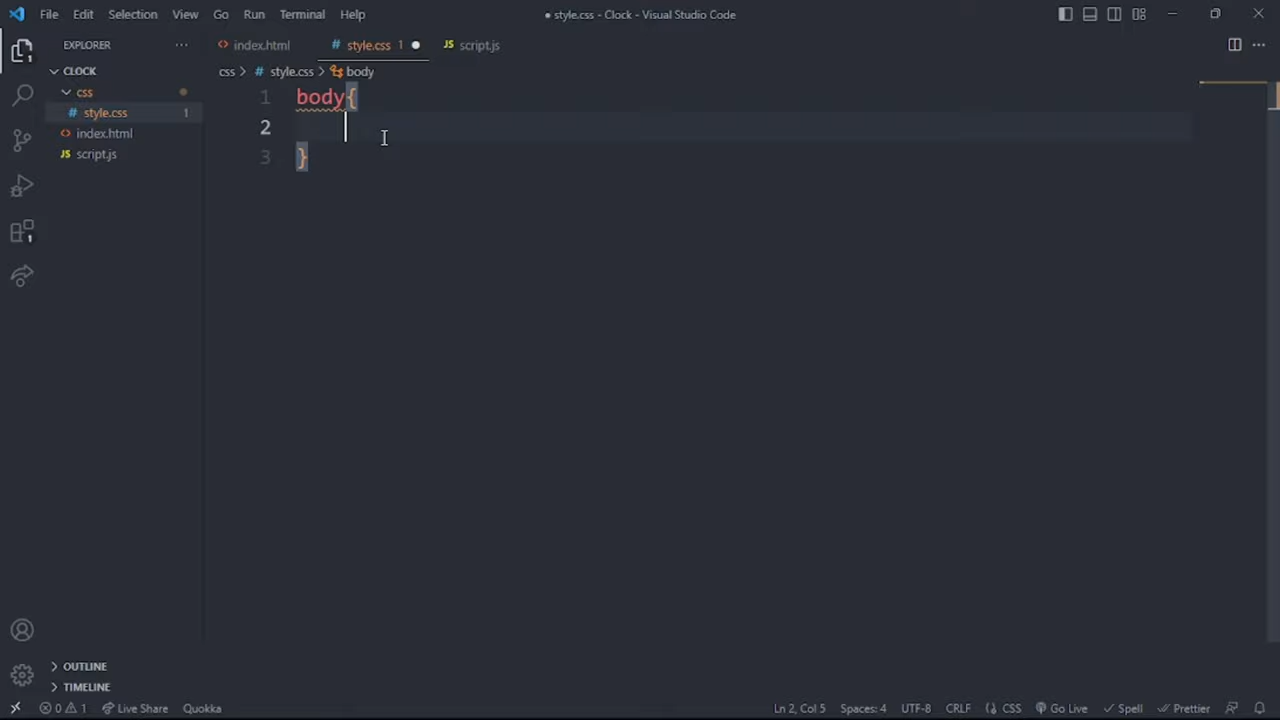 File Edit Selection View Go Run Terminal Help
● style.css - Clock - Visual Studio Code
EXPLORER
index.html
# style.css 1
JS script.js
CLOCK
css
# style.css 1
index.html
JS script.js
css > # style.css > body
1 body{
2
3 }
1
1
OUTLINE
TIMELINE
0 1 Live Share Quokka
Ln 2, Col 5 Spaces: 4 UTF-8 CRLF CSS Go Live Spell Prettier